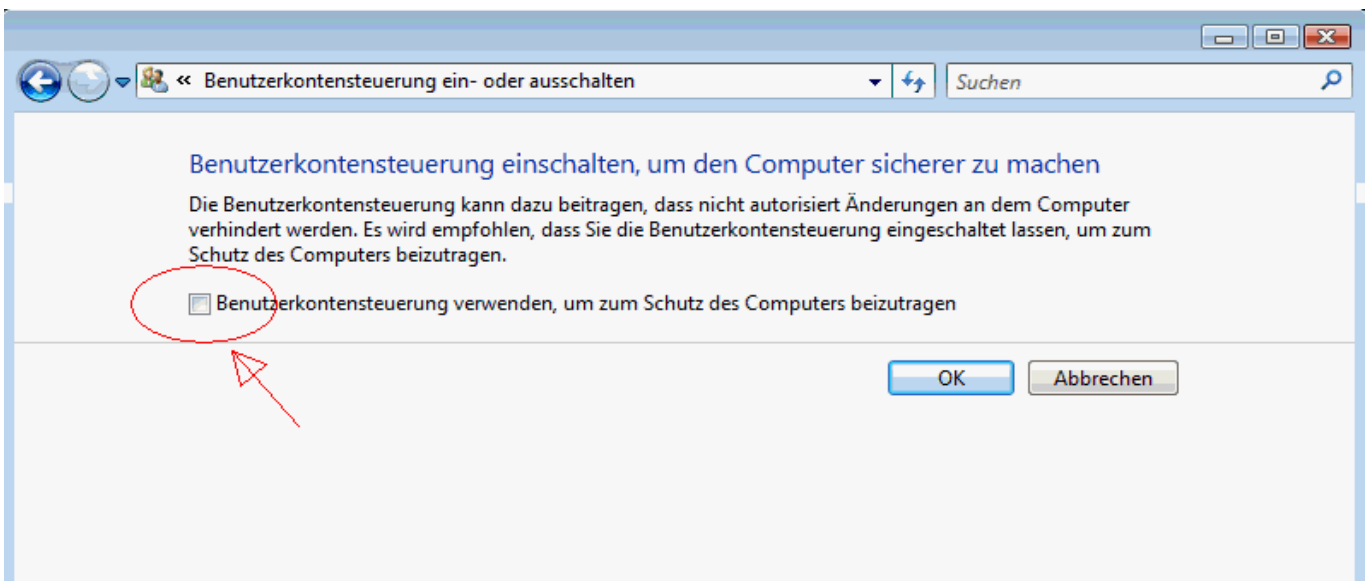 « Benutzerkontensteuerung ein- oder ausschalten
Suchen
Benutzerkontensteuerung einschalten, um den Computer sicherer zu machen
Die Benutzerkontensteuerung kann dazu beitragen, dass nicht autorisiert Änderungen an dem Computer
verhindert werden. Es wird empfohlen, dass Sie die Benutzerkontensteuerung eingeschaltet lassen, um zum
Schutz des Computers beizutragen.
Benutzerkontensteuerung verwenden, um zum Schutz des Computers beizutragen
OK
Abbrechen